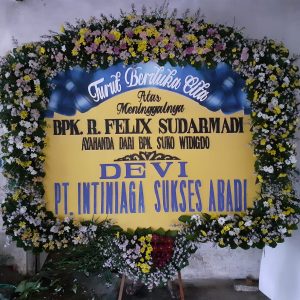 Turut Berduka Cita
Atas
Meninggalnya
BPK. R. FELIX SUDARMADI
AYAHANDA DARI BPK. SUKO WIDIGDO
DEVI
PT. INTINIAGA SUKSES ABADI